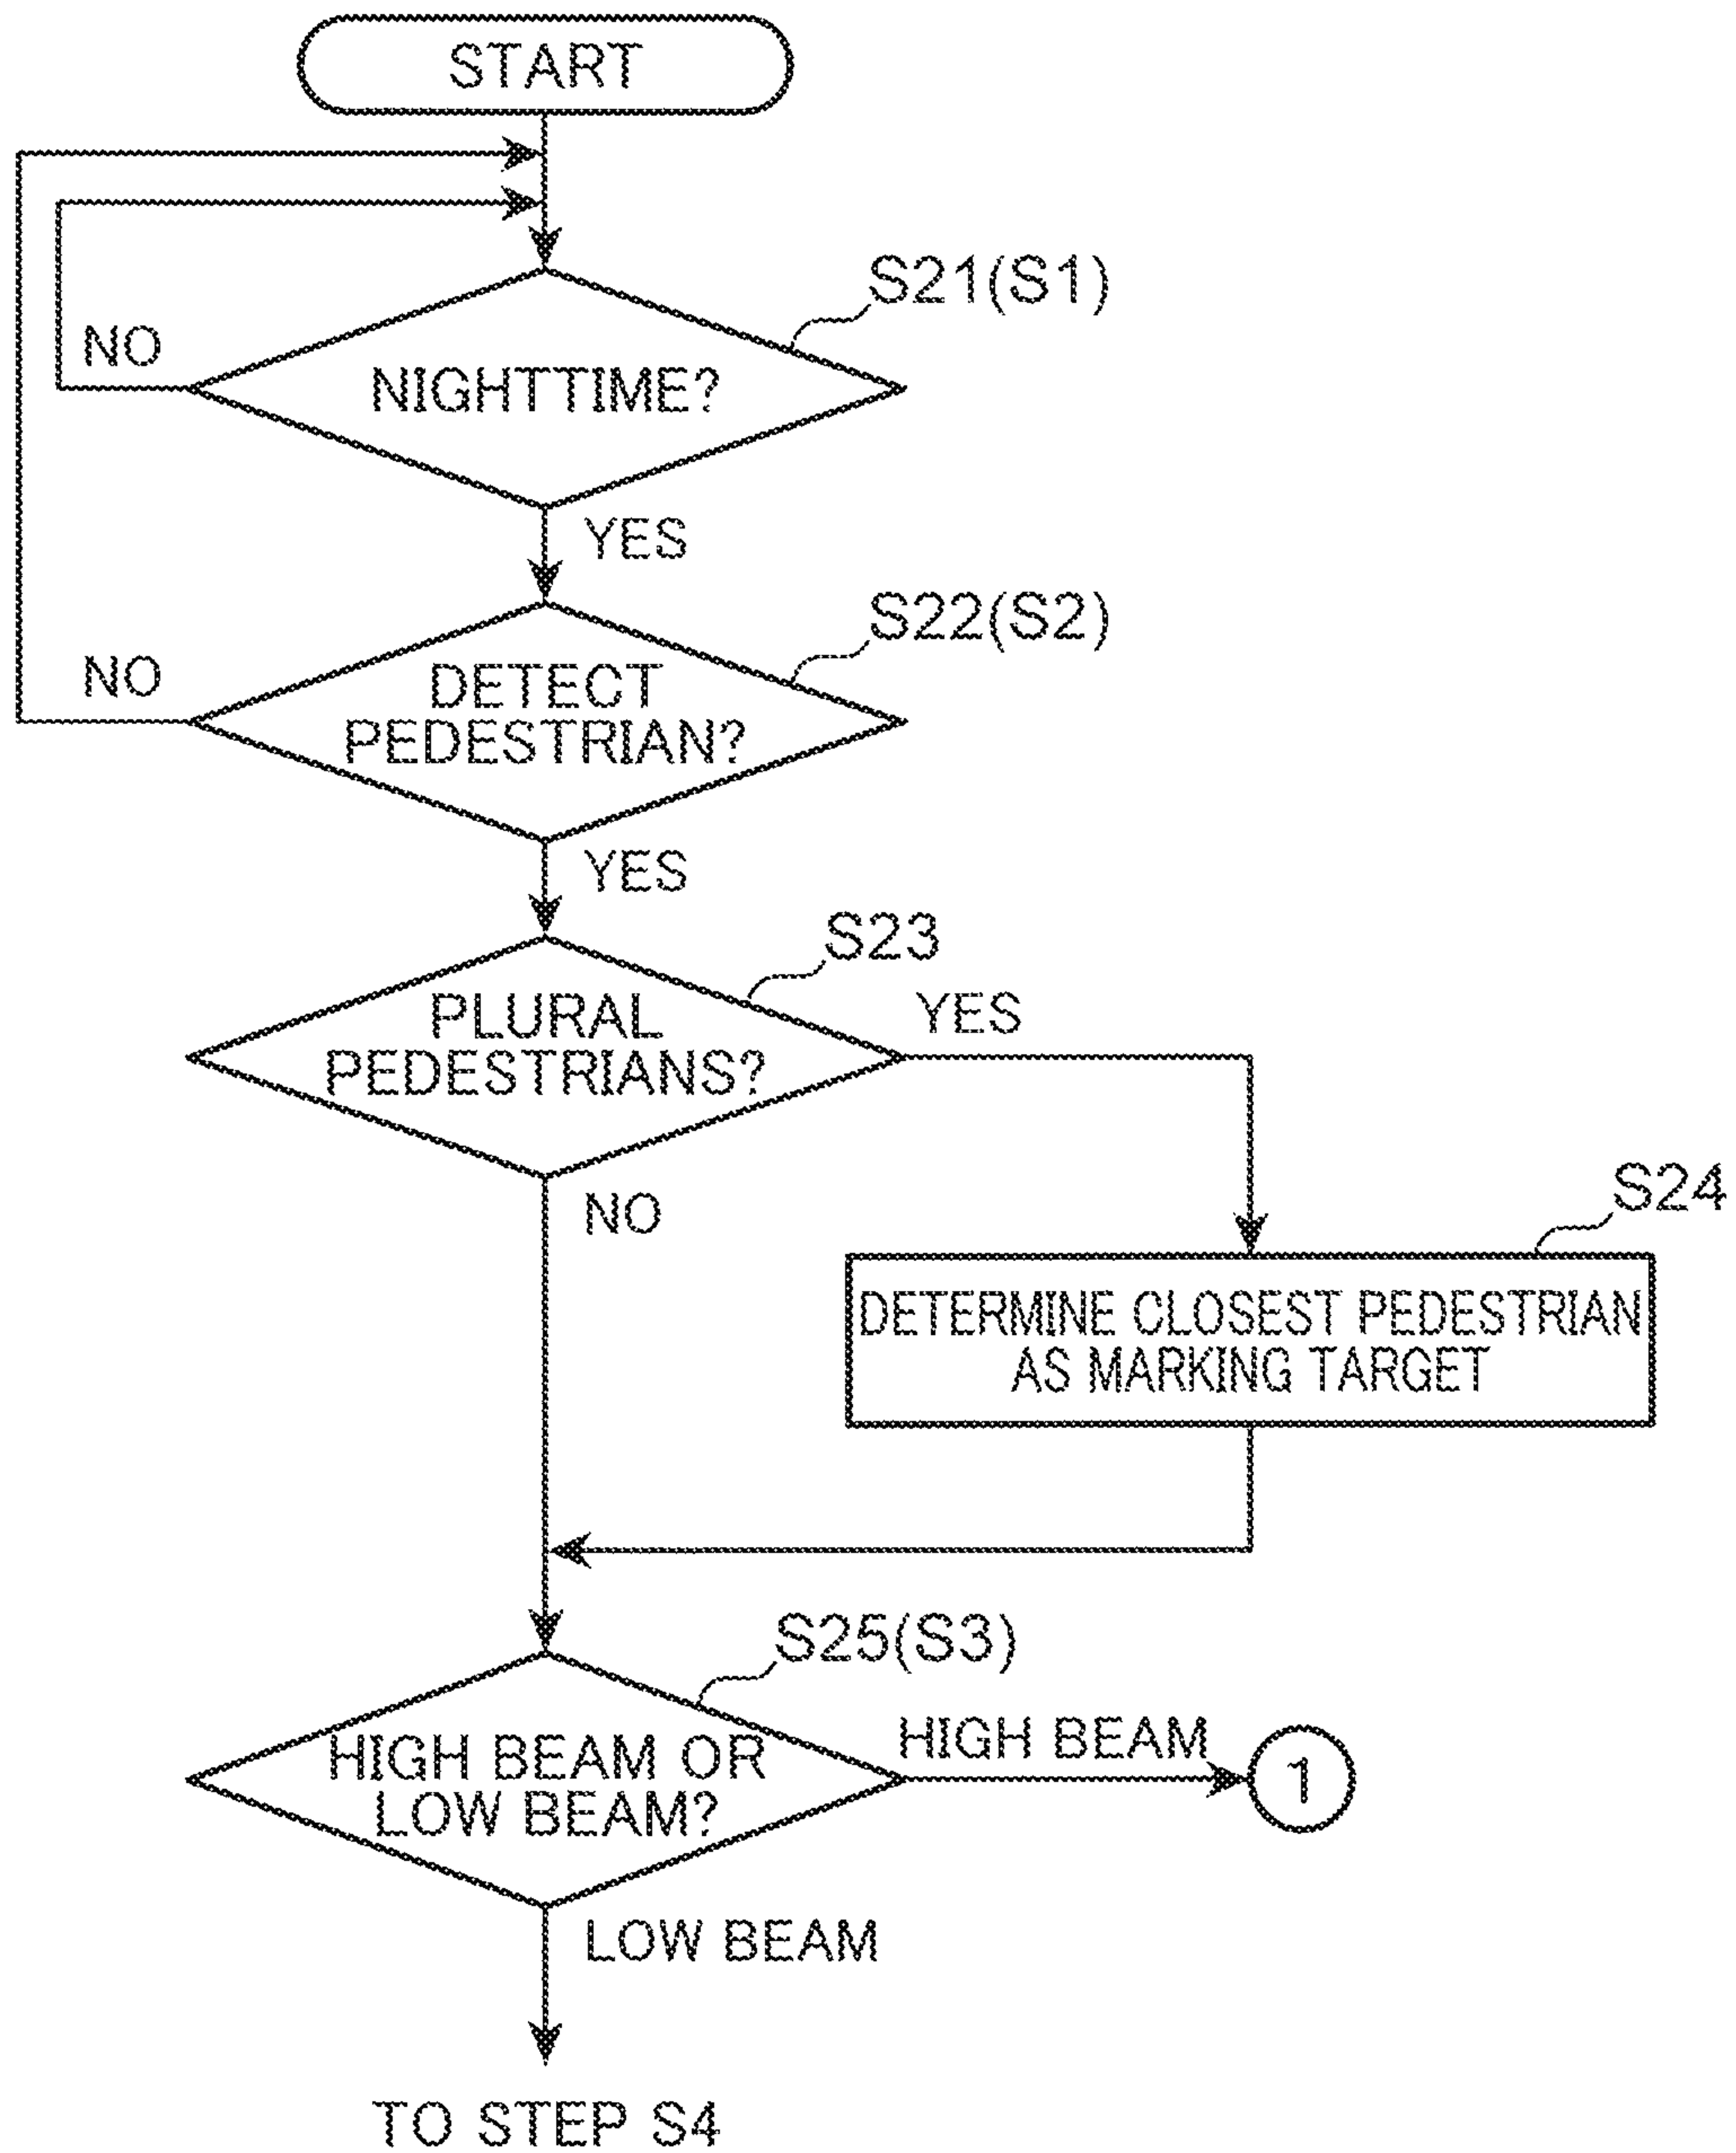 START
S21(S1)
NO
NIGHTTIME?
YES
S22(S2)
NO
DETECT
PEDESTRIAN?
YES
S23
PLURAL
PEDESTRIANS?
YES
NO
S24
DETERMINE CLOSEST PEDESTRIAN
AS MARKING TARGET
S25(S3)
HIGH BEAM OR
LOW BEAM?
HIGH BEAM
1
LOW BEAM
TO STEP S4